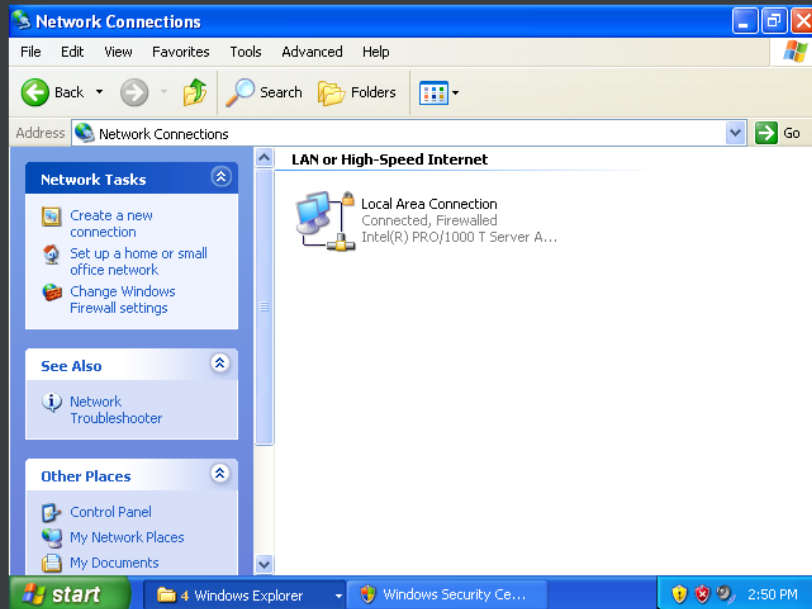 Network Connections
File Edit View Favorites Tools Advanced Help
Back Search Folders
Address Network Connections Go
Network Tasks
Create a new
connection
Set up a home or small
office network
Change Windows
Firewall settings
See Also
Network
Troubleshooter
Other Places
Control Panel
My Network Places
My Documents
LAN or High-Speed Internet
Local Area Connection
Connected, Firewalled
Intel(R) PRO/1000 T Server A...
start 4 Windows Explorer Windows Security Ce... 2:50 PM